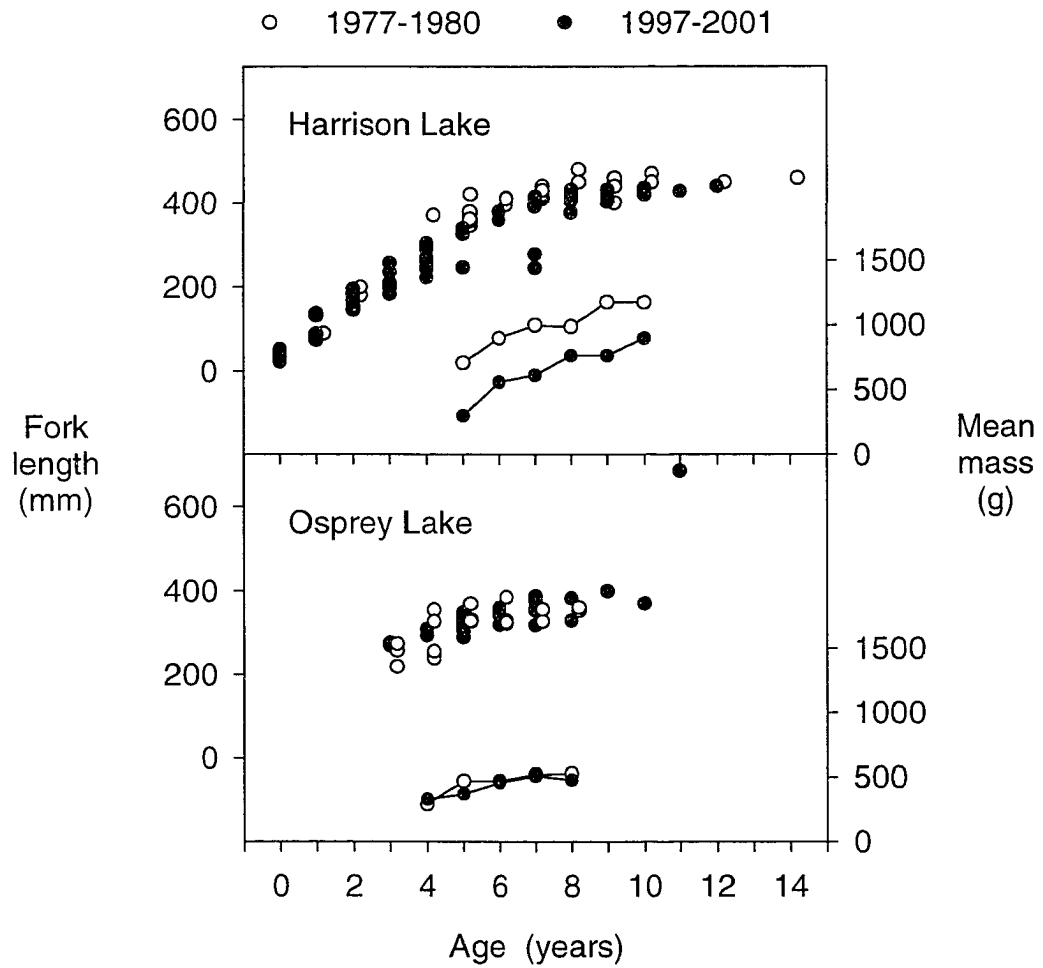 1977-1980 1997-2001
Harrison Lake
600
400
200
0
1500
1000
500
0
Fork
length
(mm)
Mean
mass
(g)
Osprey Lake
600
400
200
0
1500
1000
500
0
0 2 4 6 8 10 12 14
Age (years)